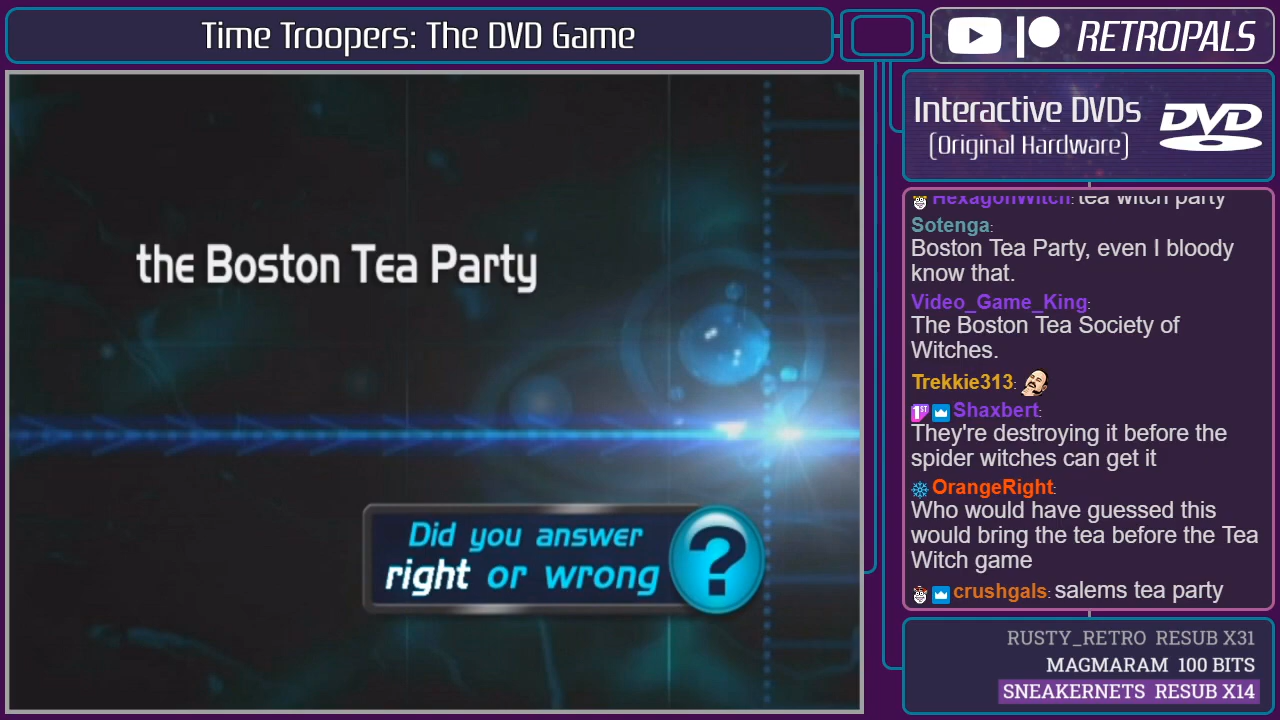 Time Troopers: The DVD Game
RETROPALS
Interactive DVDs
(Original Hardware)
DVD
the Boston Tea Party
Did you answer
right or wrong
?
HexagonWitch: tea witch party
Sotenga:
Boston Tea Party, even I bloody
know that.
Video_Game_King:
The Boston Tea Society of
Witches.
Trekkie313:
1ST Shaxbert:
They're destroying it before the
spider witches can get it
OrangeRight:
Who would have guessed this
would bring the tea before the Tea
Witch game
crushgals: salems tea party
RUSTY_RETRO RESUB X31
MAGMARAM 100 BITS
SNEAKERNETS RESUB X14